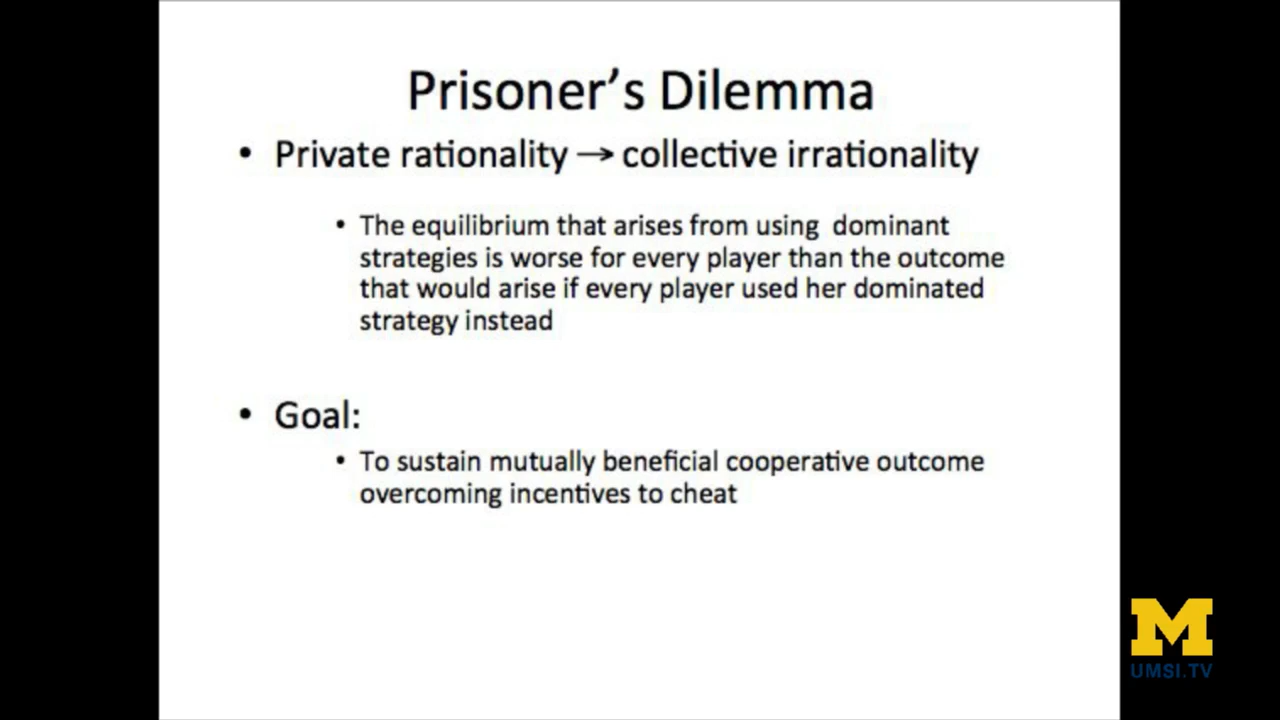 Prisoner's Dilemma
• Private rationality → collective irrationality
• The equilibrium that arises from using dominant
strategies is worse for every player than the outcome
that would arise if every player used her dominated
strategy instead
• Goal:
• To sustain mutually beneficial cooperative outcome
overcoming incentives to cheat
M
UMSI.TV